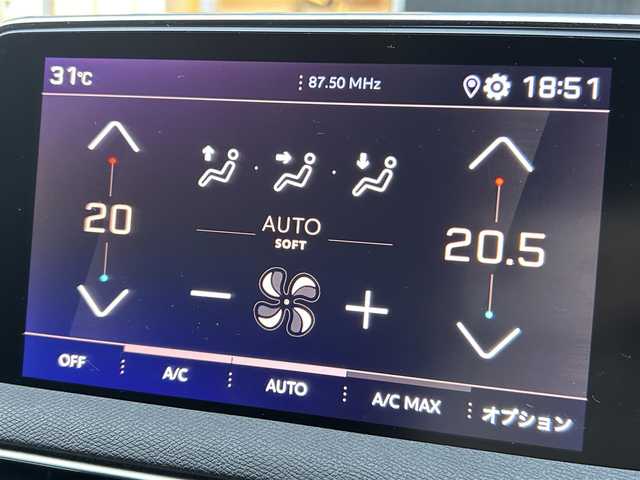 31°C
87.50 MHz
18:51
20
AUTO
SOFT
20.5
OFF
A/C
AUTO
A/C MAX
オプション